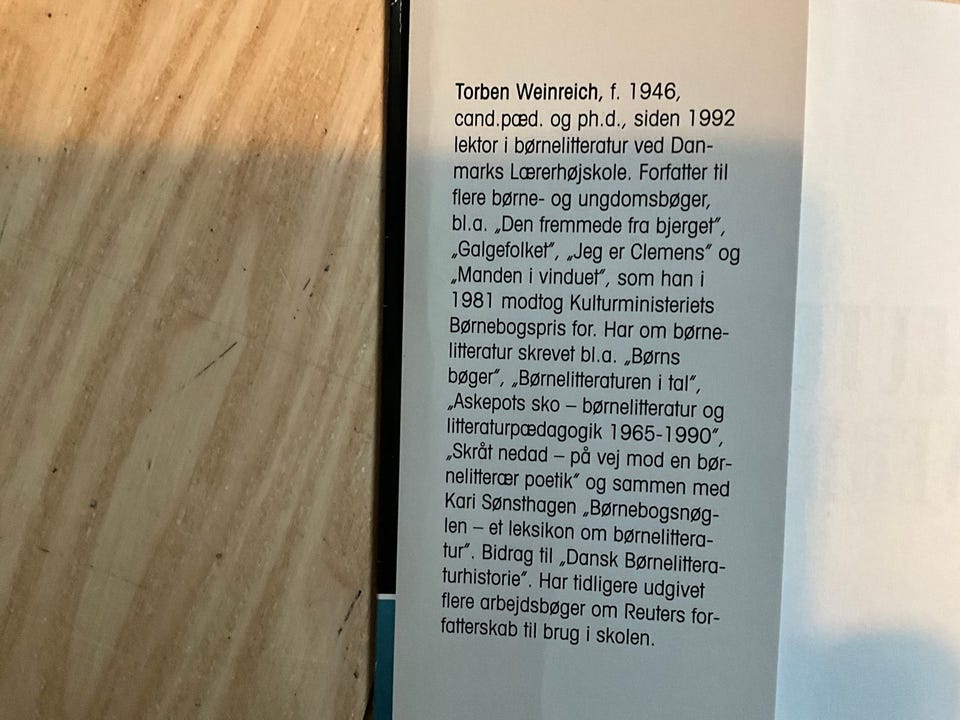 Torben Weinreich, f. 1946,
cand.pæd. og ph.d., siden 1992
lektor i børnelitteratur ved Dan-
marks Lærerhøjskole. Forfatter til
flere børne- og ungdomsbøger,
bl.a. „Den fremmede fra bjerget”,
„Galgefolket”, „Jeg er Clemens” og
„Manden i vinduet”, som han i
1981 modtog Kulturministeriets
Børnebogspris for. Har om børne-
litteratur skrevet bl.a. „Børns
bøger”, „Børnelitteraturen i tal”,
„Askepots sko – børnelitteratur og
litteraturpædagogik 1965-1990”,
„Skråt nedad – på vej mod en bør-
nelitterær poetik” og sammen med
Kari Sønsthagen „Børnebogsnøg-
len – et leksikon om børnelittera-
tur”. Bidrag til „Dansk Børnelittera-
turhistorie”. Har tidligere udgivet
flere arbejdsbøger om Reuters for-
fatterskab til brug i skolen.